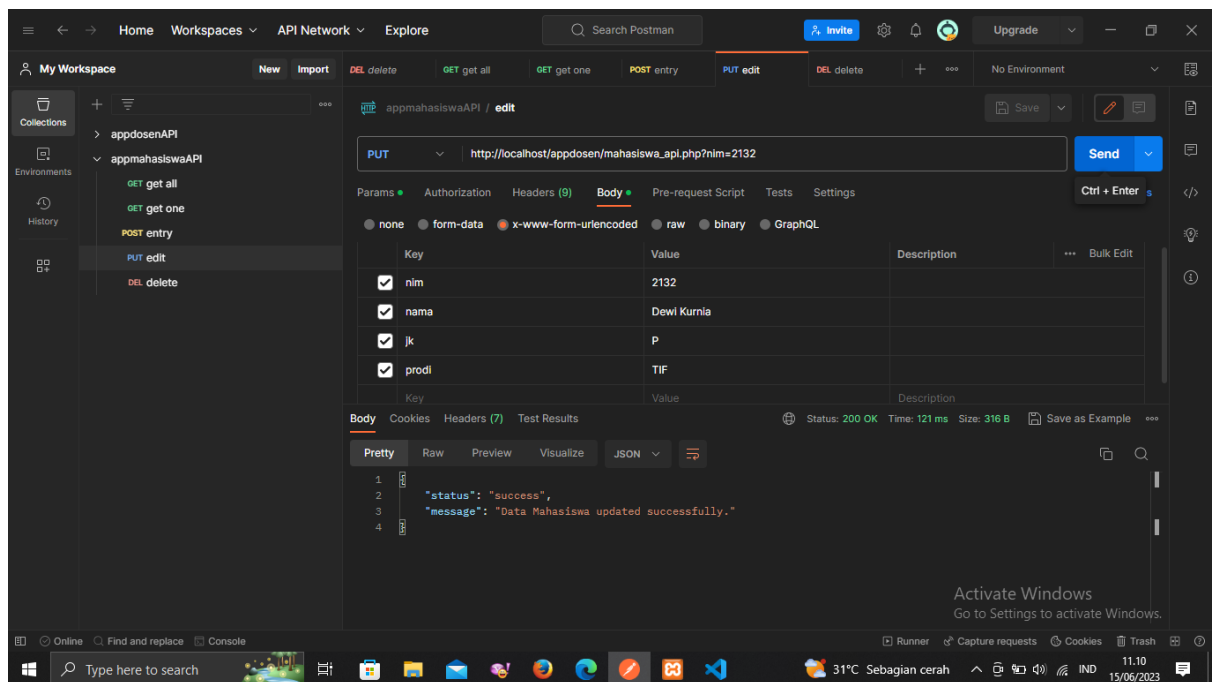 Home Workspaces API Network Explore Search Postman Invite Upgrade
My Workspace New Import DEL delete GET get all GET get one POST entry PUT edit DEL delete No Environment
Collections
Environments
History
appdosenAPI
appmahasiswaAPI
GET get all
GET get one
POST entry
PUT edit
DEL delete
HTTP appmahasiswaAPI / edit Save
PUT http://localhost/appdosen/mahasiswa_api.php?nim=2132 Send
Params Authorization Headers (9) Body Pre-request Script Tests Settings Ctrl + Enter s
none form-data x-www-form-urlencoded raw binary GraphQL
Key Value Description Bulk Edit
nim 2132
nama Dewi Kurnia
jk P
prodi TIF
Key Value Description
Body Cookies Headers (7) Test Results Status: 200 OK Time: 121 ms Size: 316 B Save as Example
Pretty Raw Preview Visualize JSON
1 {
2 "status": "success",
3 "message": "Data Mahasiswa updated successfully."
4 }
Activate Windows
Go to Settings to activate Windows.
Online Find and replace Console Runner Capture requests Cookies Trash
Type here to search 31°C Sebagian cerah IND 11.10
15/06/2023